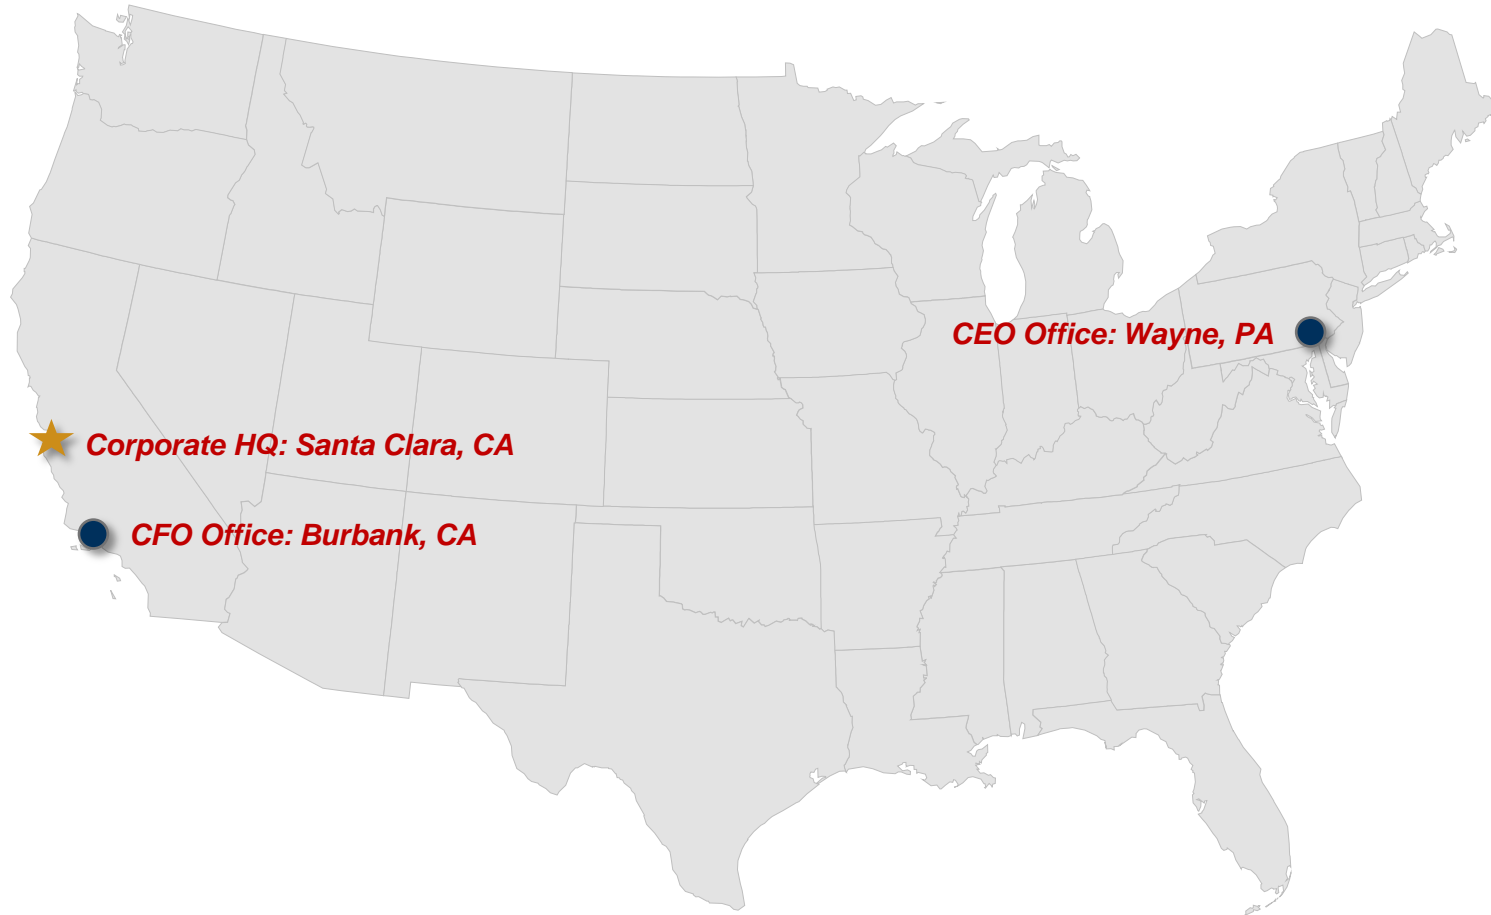 CEO Office: Wayne, PA
Corporate HQ: Santa Clara, CA
CFO Office: Burbank, CA